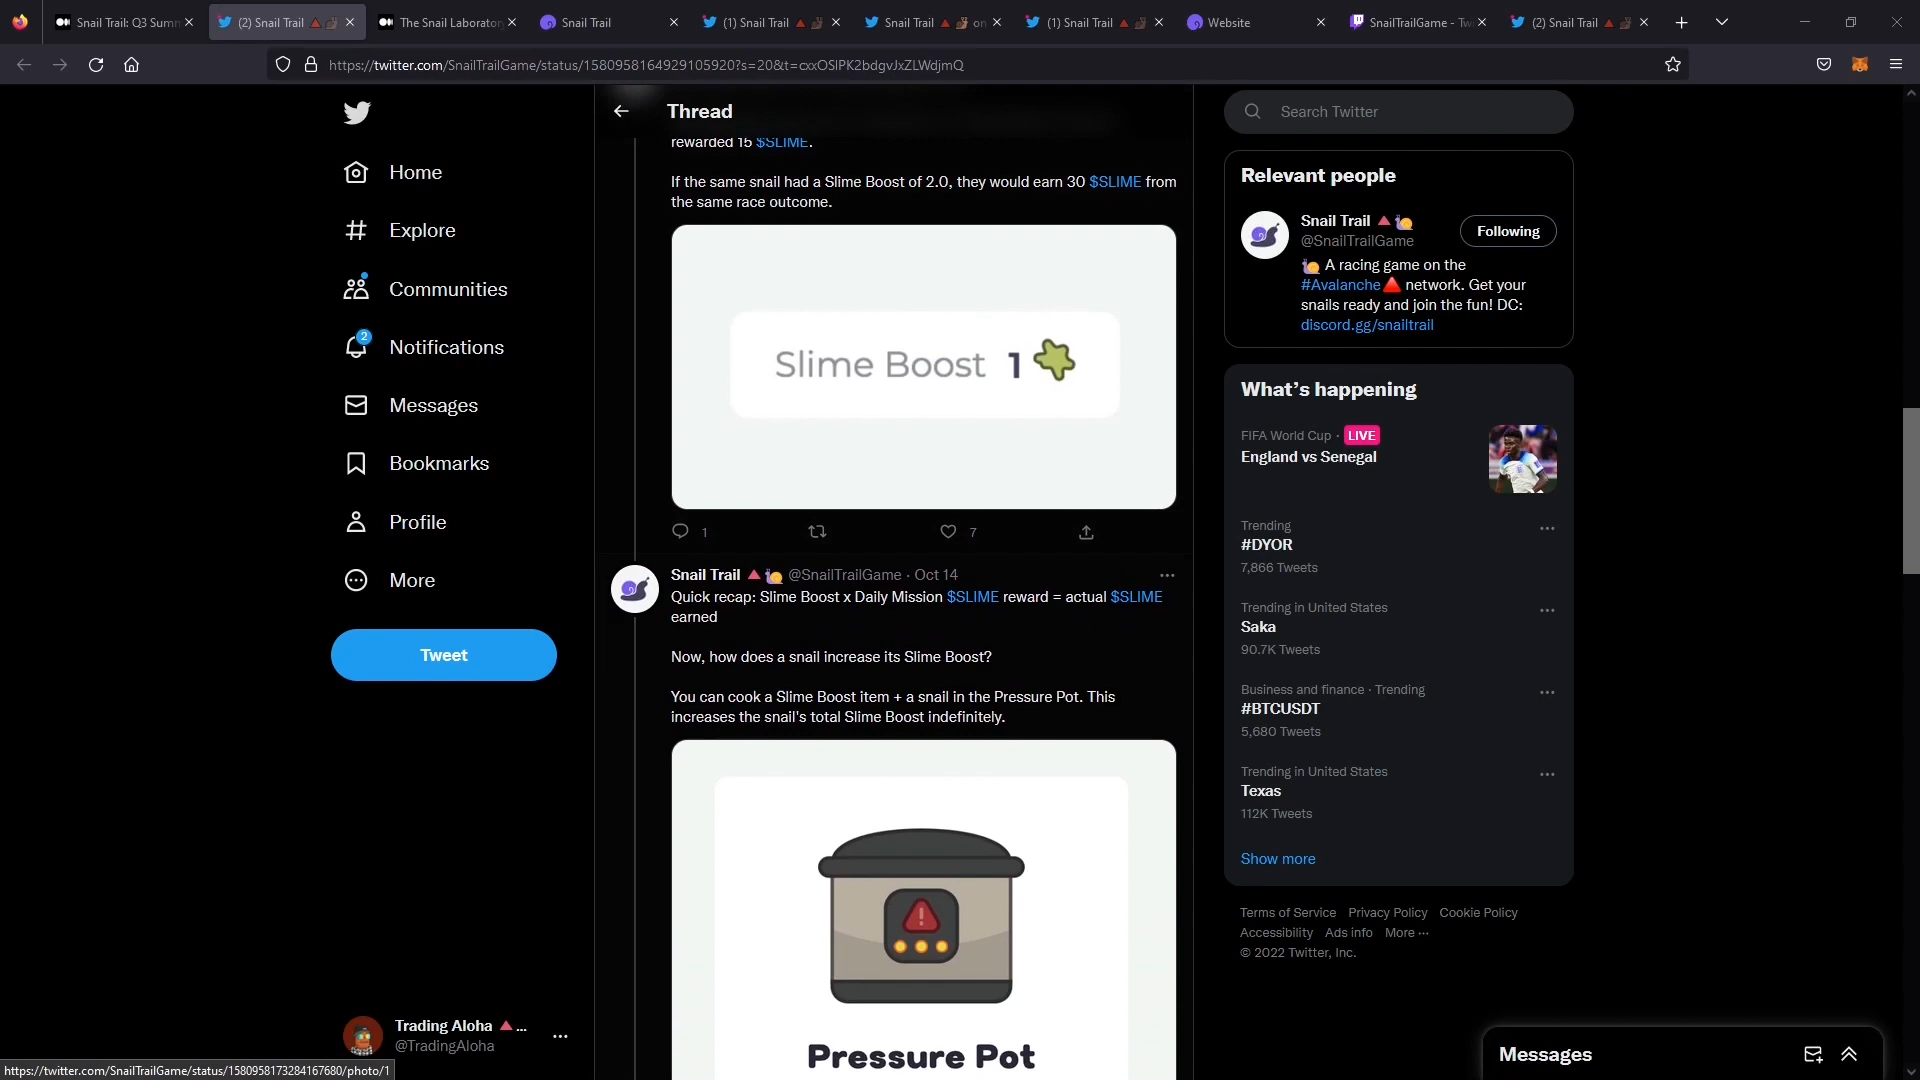 Snail Trail: Q3 Summ
(2) Snail Trail
The Snail Laboratory
Snail Trail
(1) Snail Trail
Snail Trail on
(1) Snail Trail
Website
SnailTrailGame - Twi
(2) Snail Trail
https://twitter.com/SnailTrailGame/status/1580958164929105920?s=20&t=cxxOSlPK2bdgvJxZLWdjmQ
Home
Explore
Communities
2
Notifications
Messages
Bookmarks
Profile
More
Tweet
Trading Aloha ...
@TradingAloha
https://twitter.com/SnailTrailGame/status/1580958173284167680/photo/1
Thread
rewarded 15 $SLIME.
If the same snail had a Slime Boost of 2.0, they would earn 30 $SLIME from
the same race outcome.
Slime Boost 1
1
7
Snail Trail @SnailTrailGame · Oct 14
Quick recap: Slime Boost x Daily Mission $SLIME reward = actual $SLIME
earned
Now, how does a snail increase its Slime Boost?
You can cook a Slime Boost item + a snail in the Pressure Pot. This
increases the snail's total Slime Boost indefinitely.
Pressure Pot
Search Twitter
Relevant people
Snail Trail
@SnailTrailGame
Following
A racing game on the
#Avalanche network. Get your
snails ready and join the fun! DC:
discord.gg/snailtrail
What's happening
FIFA World Cup · LIVE
England vs Senegal
Trending
#DYOR
7,866 Tweets
Trending in United States
Saka
90.7K Tweets
Business and finance · Trending
#BTCUSDT
5,680 Tweets
Trending in United States
Texas
112K Tweets
Show more
Terms of Service Privacy Policy Cookie Policy
Accessibility Ads info More ···
© 2022 Twitter, Inc.
Messages